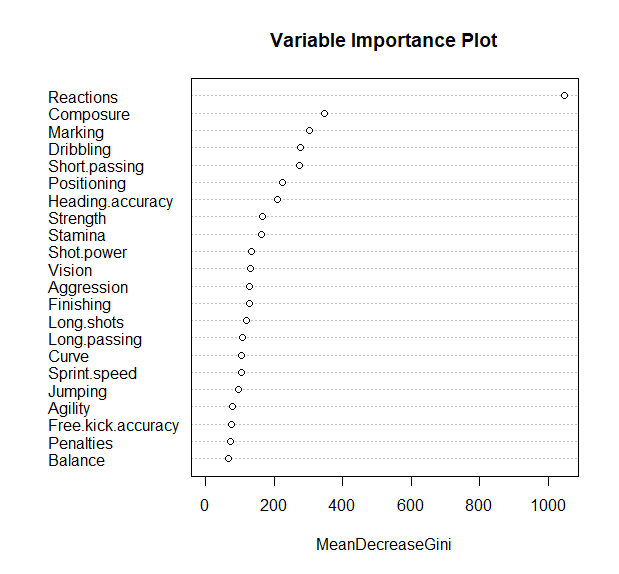 Variable Importance Plot
Reactions
Composure
Marking
Dribbling
Short.passing
Positioning
Heading.accuracy
Strength
Stamina
Shot.power
Vision
Aggression
Finishing
Long.shots
Long.passing
Curve
Sprint.speed
Jumping
Agility
Free.kick.accuracy
Penalties
Balance
0 200 400 600 800 1000
MeanDecreaseGini